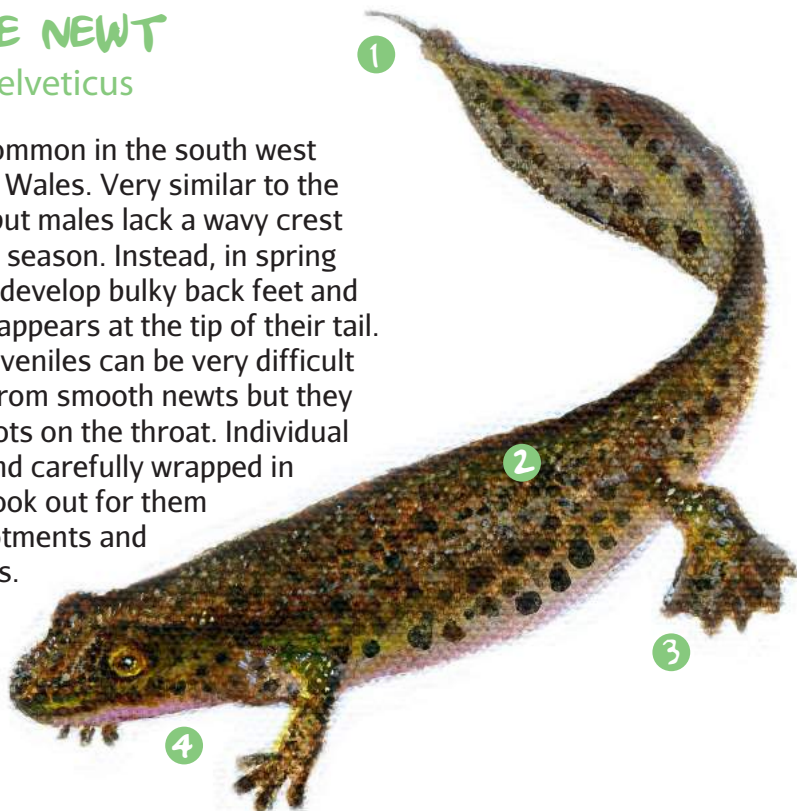 E NEWT
elveticus
ommon in the south west
Wales. Very similar to the
but males lack a wavy crest
season. Instead, in spring
develop bulky back feet and
appears at the tip of their tail.
veniles can be very difficult
rom smooth newts but they
ots on the throat. Individual
nd carefully wrapped in
ook out for them
otments and
s.
1
2
3
4